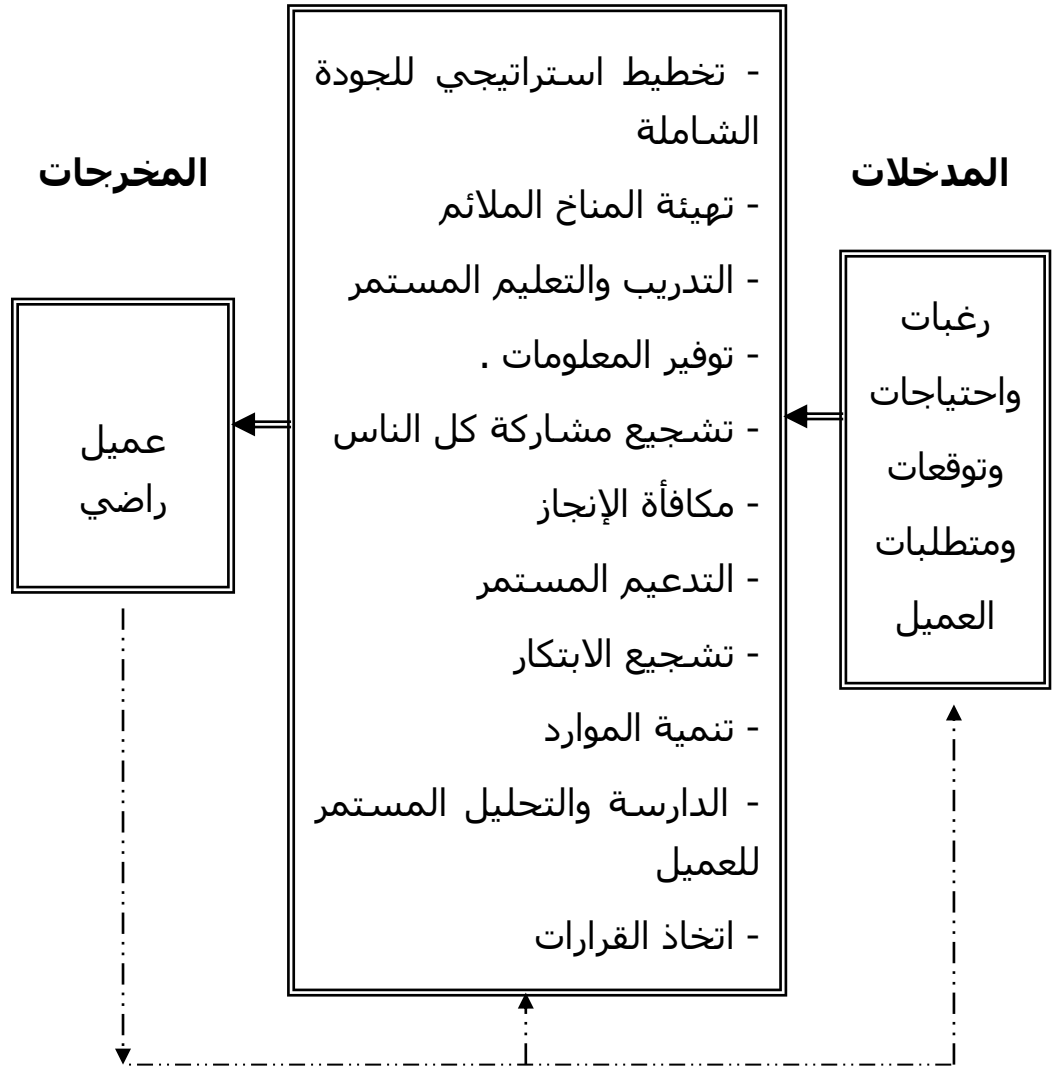 المدخلات
رغبات
واحتياجات
وتوقعات
ومتطلبات
العميل
- تخطيط استراتيجي للجودة
الشاملة
- تهيئة المناخ الملائم
- التدريب والتعليم المستمر
- توفير المعلومات .
- تشجيع مشاركة كل الناس
- مكافأة الإنجاز
- التدعيم المستمر
- تشجيع الابتكار
- تنمية الموارد
- الدارسة والتحليل المستمر
للعميل
- اتخاذ القرارات
المخرجات
عميل
راضي